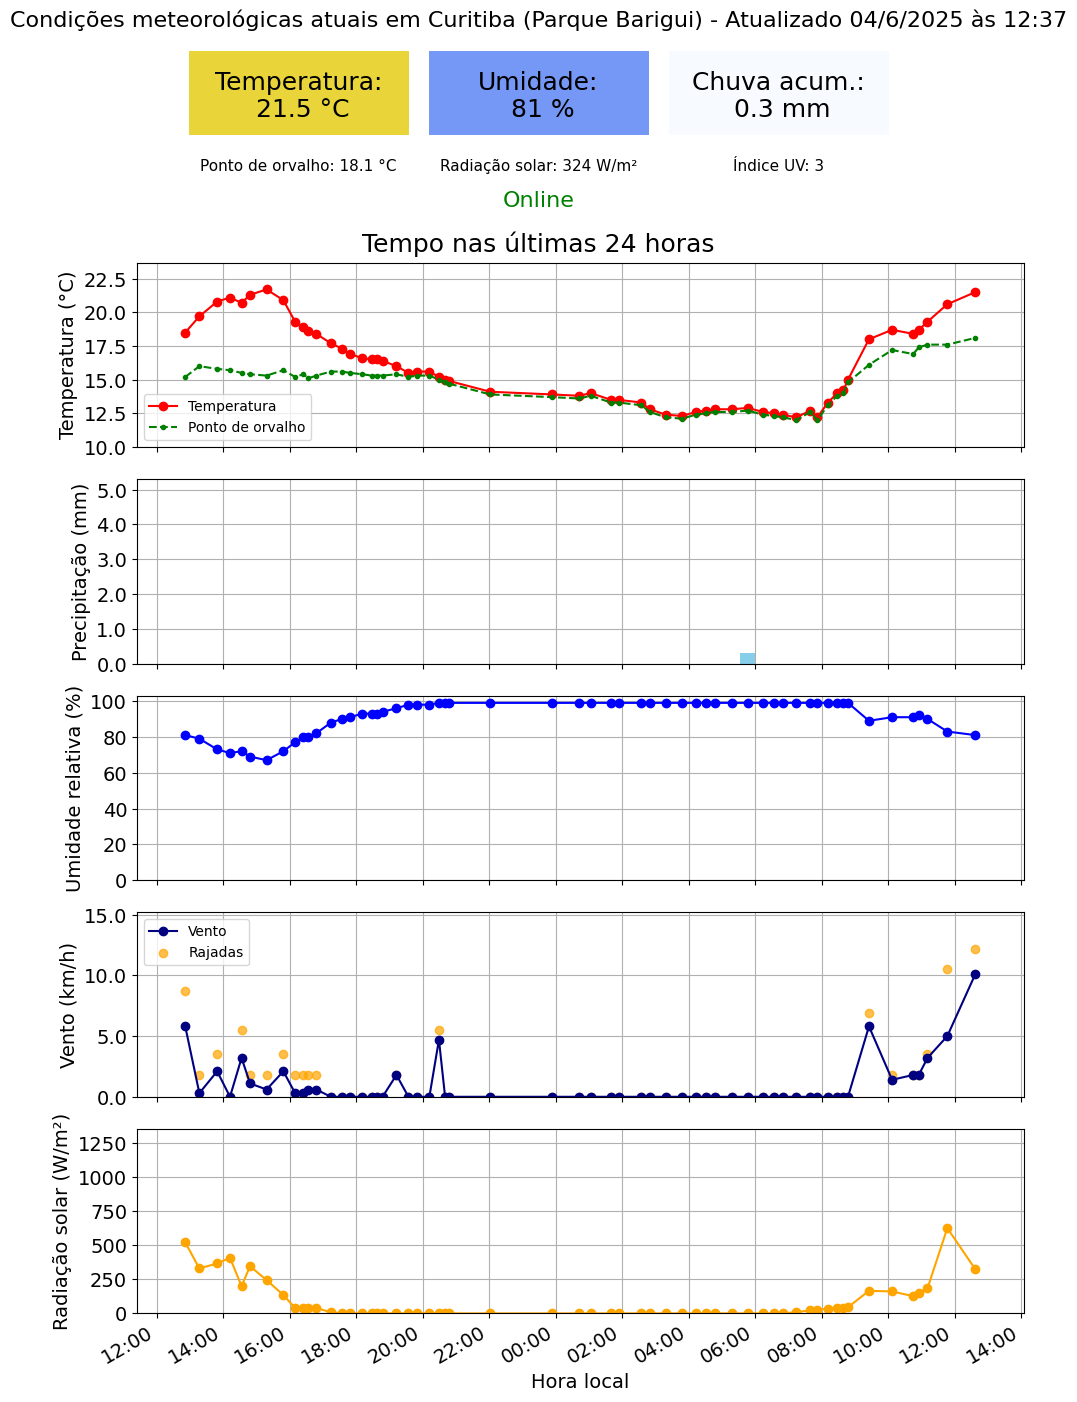 Condições meteorológicas atuais em Curitiba (Parque Barigui) - Atualizado 04/6/2025 às 12:37
Temperatura:
21.5 °C
Umidade:
81 %
Chuva acum.:
0.3 mm
Ponto de orvalho: 18.1 °C
Radiação solar: 324 W/m²
Índice UV: 3
Online
Tempo nas últimas 24 horas
Temperatura (°C)
22.5
20.0
17.5
15.0
12.5
10.0
Temperatura
Ponto de orvalho
Precipitação (mm)
5.0
4.0
3.0
2.0
1.0
0.0
Umidade relativa (%)
100
80
60
40
20
0
Vento (km/h)
15.0
10.0
5.0
0.0
Vento
Rajadas
Radiação solar (W/m²)
1250
1000
750
500
250
0
12:00
14:00
16:00
18:00
20:00
22:00
00:00
02:00
04:00
06:00
08:00
10:00
12:00
14:00
Hora local